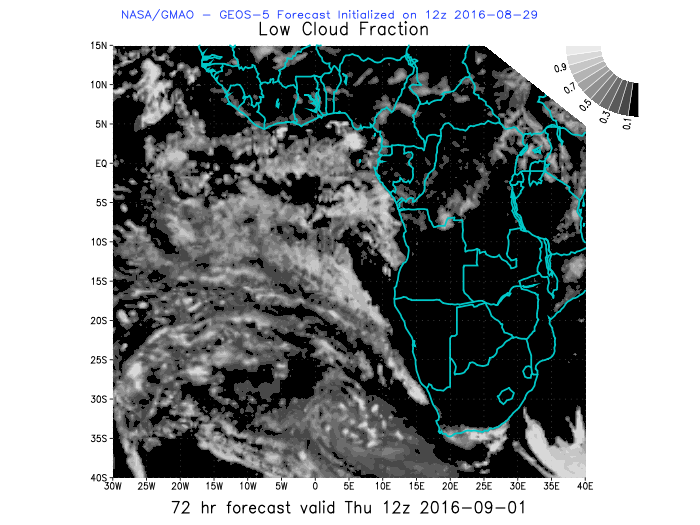 NASA/GMAO - GEOS-5 Forecast Initialized on 12z 2016-08-29
Low Cloud Fraction
15N
10N
5N
EQ
5S
10S
15S
20S
25S
30S
35S
40S
30W 25W 20W 15W 10W 5W 0 5E 10E 15E 20E 25E 30E 35E 40E
0.9
0.7
0.5
0.3
0.1
72 hr forecast valid Thu 12z 2016-09-01